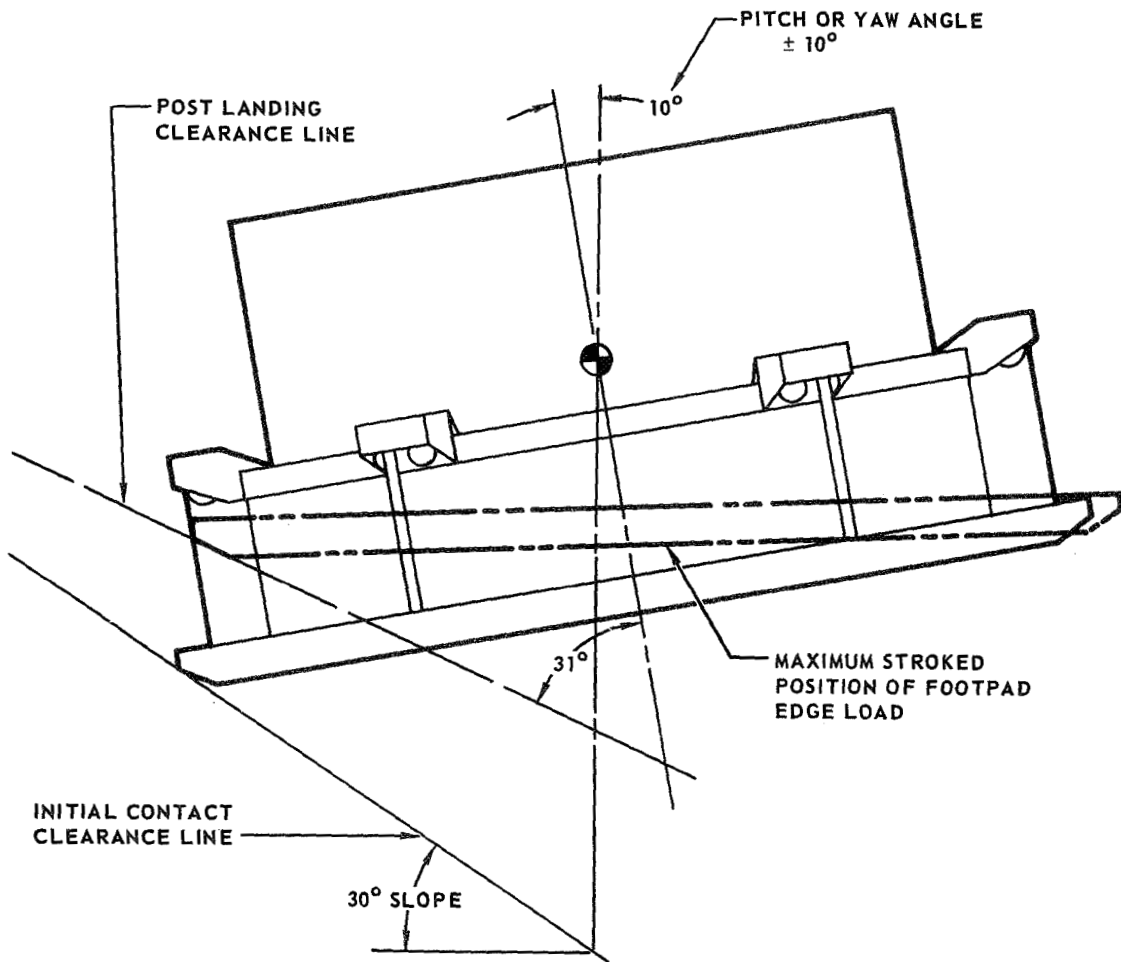 PITCH OR YAW ANGLE
± 10°
10°
POST LANDING
CLEARANCE LINE
31°
MAXIMUM STROKED
POSITION OF FOOTPAD
EDGE LOAD
INITIAL CONTACT
CLEARANCE LINE
30° SLOPE